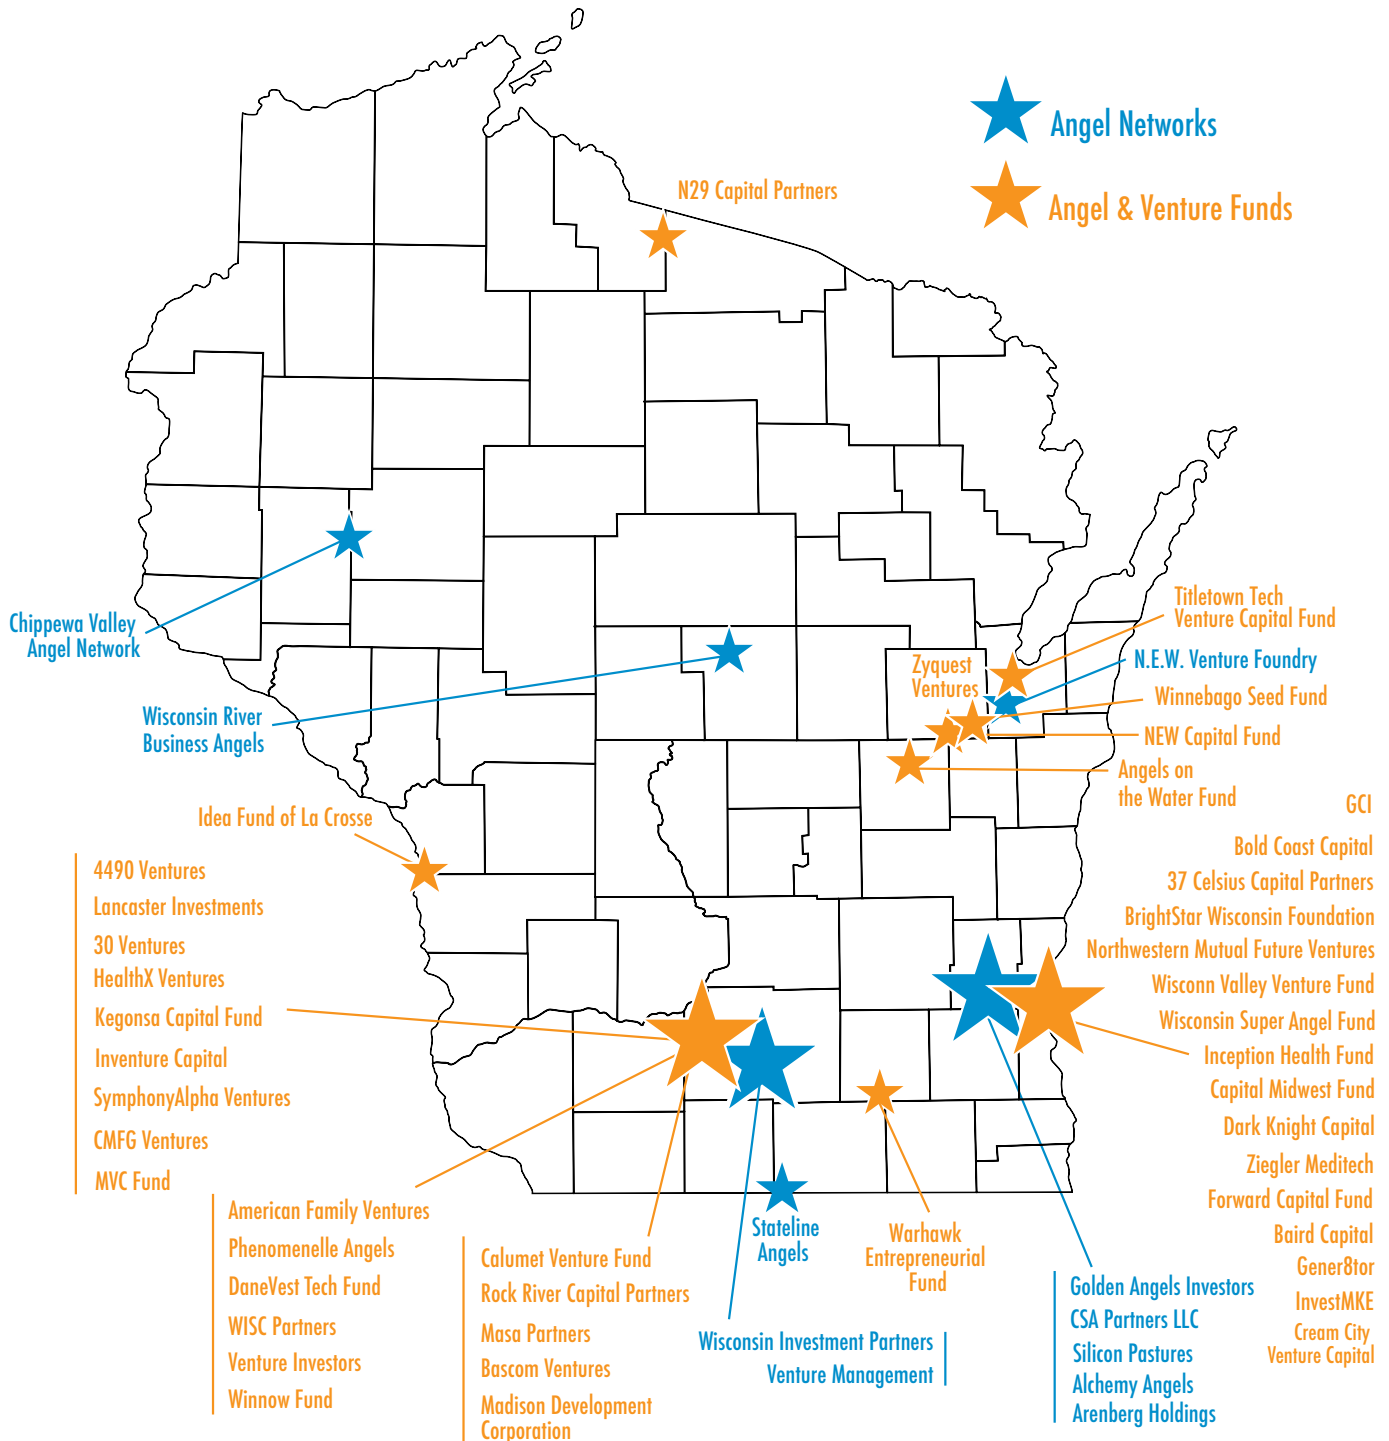 Angel Networks
Angel & Venture Funds
N29 Capital Partners
Chippewa Valley
Angel Network
Wisconsin River
Business Angels
Titletown Tech
Venture Capital Fund
N.E.W. Venture Foundry
Zyquest
Ventures
Winnebago Seed Fund
NEW Capital Fund
Angels on
the Water Fund
Idea Fund of La Crosse
4490 Ventures
Lancaster Investments
30 Ventures
HealthX Ventures
Kegonsa Capital Fund
Inventure Capital
SymphonyAlpha Ventures
CMFG Ventures
MVC Fund
American Family Ventures
Phenomenelle Angels
DaneVest Tech Fund
WISC Partners
Venture Investors
Winnow Fund
Calumet Venture Fund
Rock River Capital Partners
Masa Partners
Bascom Ventures
Madison Development
Corporation
Stateline
Angels
Wisconsin Investment Partners
Venture Management
Warhawk
Entrepreneurial
Fund
Golden Angels Investors
CSA Partners LLC
Silicon Pastures
Alchemy Angels
Arenberg Holdings
GCI
Bold Coast Capital
37 Celsius Capital Partners
BrightStar Wisconsin Foundation
Northwestern Mutual Future Ventures
Wisconn Valley Venture Fund
Wisconsin Super Angel Fund
Inception Health Fund
Capital Midwest Fund
Dark Knight Capital
Ziegler Meditech
Forward Capital Fund
Baird Capital
Gener8tor
InvestMKE
Cream City
Venture Capital